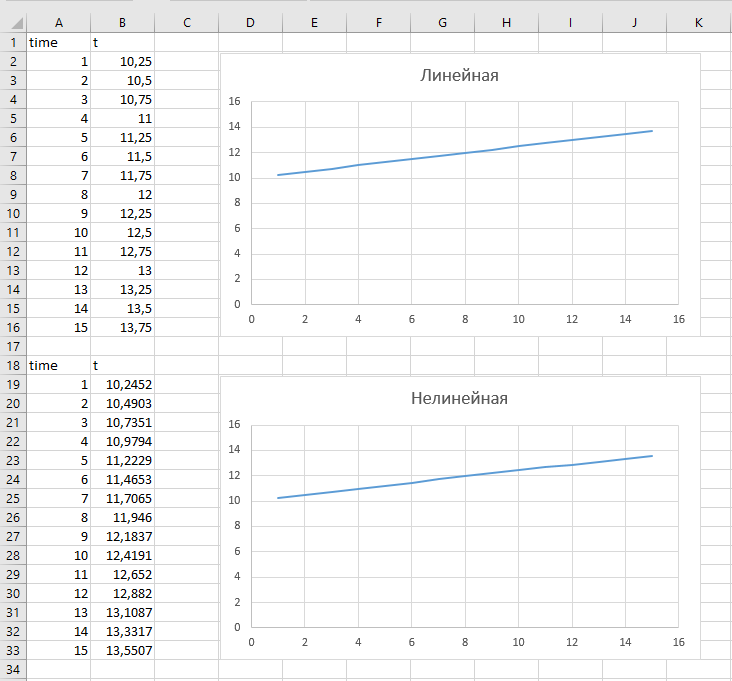 A B C D E F G H I J K
1 time t
2 1 10,25
3 2 10,5
4 3 10,75
5 4 11
6 5 11,25
7 6 11,5
8 7 11,75
9 8 12
10 9 12,25
11 10 12,5
12 11 12,75
13 12 13
14 13 13,25
15 14 13,5
16 15 13,75
17
18 time t
19 1 10,2452
20 2 10,4903
21 3 10,7351
22 4 10,9794
23 5 11,2229
24 6 11,4653
25 7 11,7065
26 8 11,946
27 9 12,1837
28 10 12,4191
29 11 12,652
30 12 12,882
31 13 13,1087
32 14 13,3317
33 15 13,5507
34
Линейная
16
14
12
10
8
6
4
2
0
0 2 4 6 8 10 12 14 16
Нелинейная
16
14
12
10
8
6
4
2
0
0 2 4 6 8 10 12 14 16